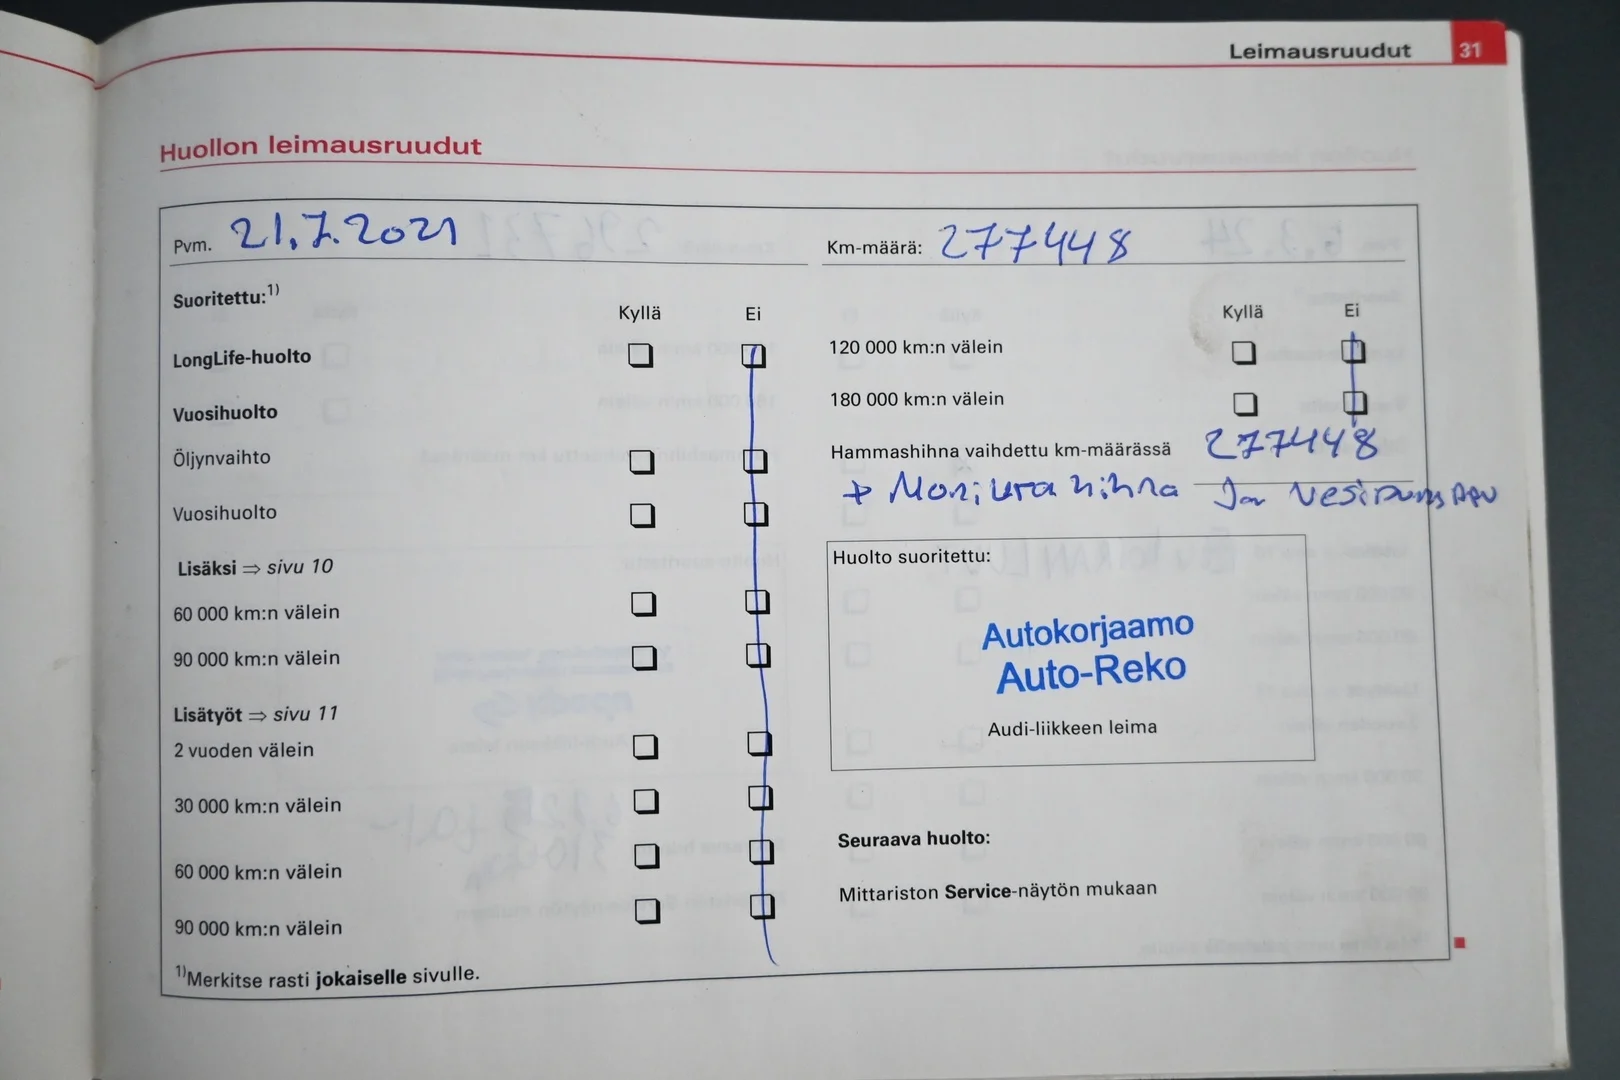 Leimausruudut 31
Huollon leimausruudut
Pvm. 21.7.2021
Suoritettu:1)
Kyllä Ei
LongLife-huolto
Vuosihuolto
Öljynvaihto
Vuosihuolto
Lisäksi ⇒ sivu 10
60 000 km:n välein
90 000 km:n välein
Lisätyöt ⇒ sivu 11
2 vuoden välein
30 000 km:n välein
60 000 km:n välein
90 000 km:n välein
1)Merkitse rasti jokaiselle sivulle.
Km-määrä: 277448
Kyllä Ei
120 000 km:n välein
180 000 km:n välein
Hammashihna vaihdettu km-määrässä 277448
+ Moniura hihna Ja Vesipumppu
Huolto suoritettu:
Autokorjaamo
Auto-Reko
Audi-liikkeen leima
Seuraava huolto:
Mittariston Service-näytön mukaan